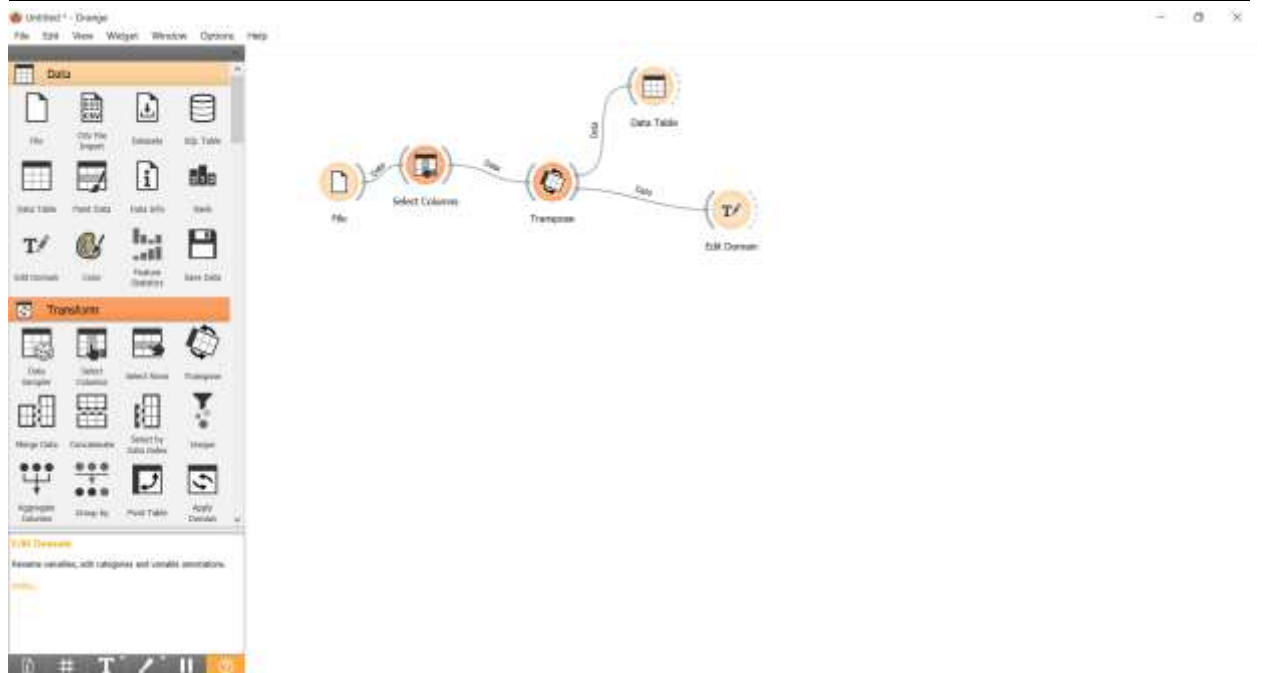 Untitled * - Orange
File Edit View Widget Window Options Help
Data
File
CSV File Import
Datasets
SQL Table
Data Table
Paint Data
Data Info
Rank
Edit Domain
Color
Feature Statistics
Save Data
Transform
Data Sampler
Select Columns
Select Rows
Transpose
Merge Data
Concatenate
Select by Data Index
Unique
Aggregate Columns
Group by
Pivot Table
Apply Domain
Edit Domain
Rename variables, edit categories and variable annotations.
File
Data
Select Columns
Data
Transpose
Data
Data Table
Data
Edit Domain